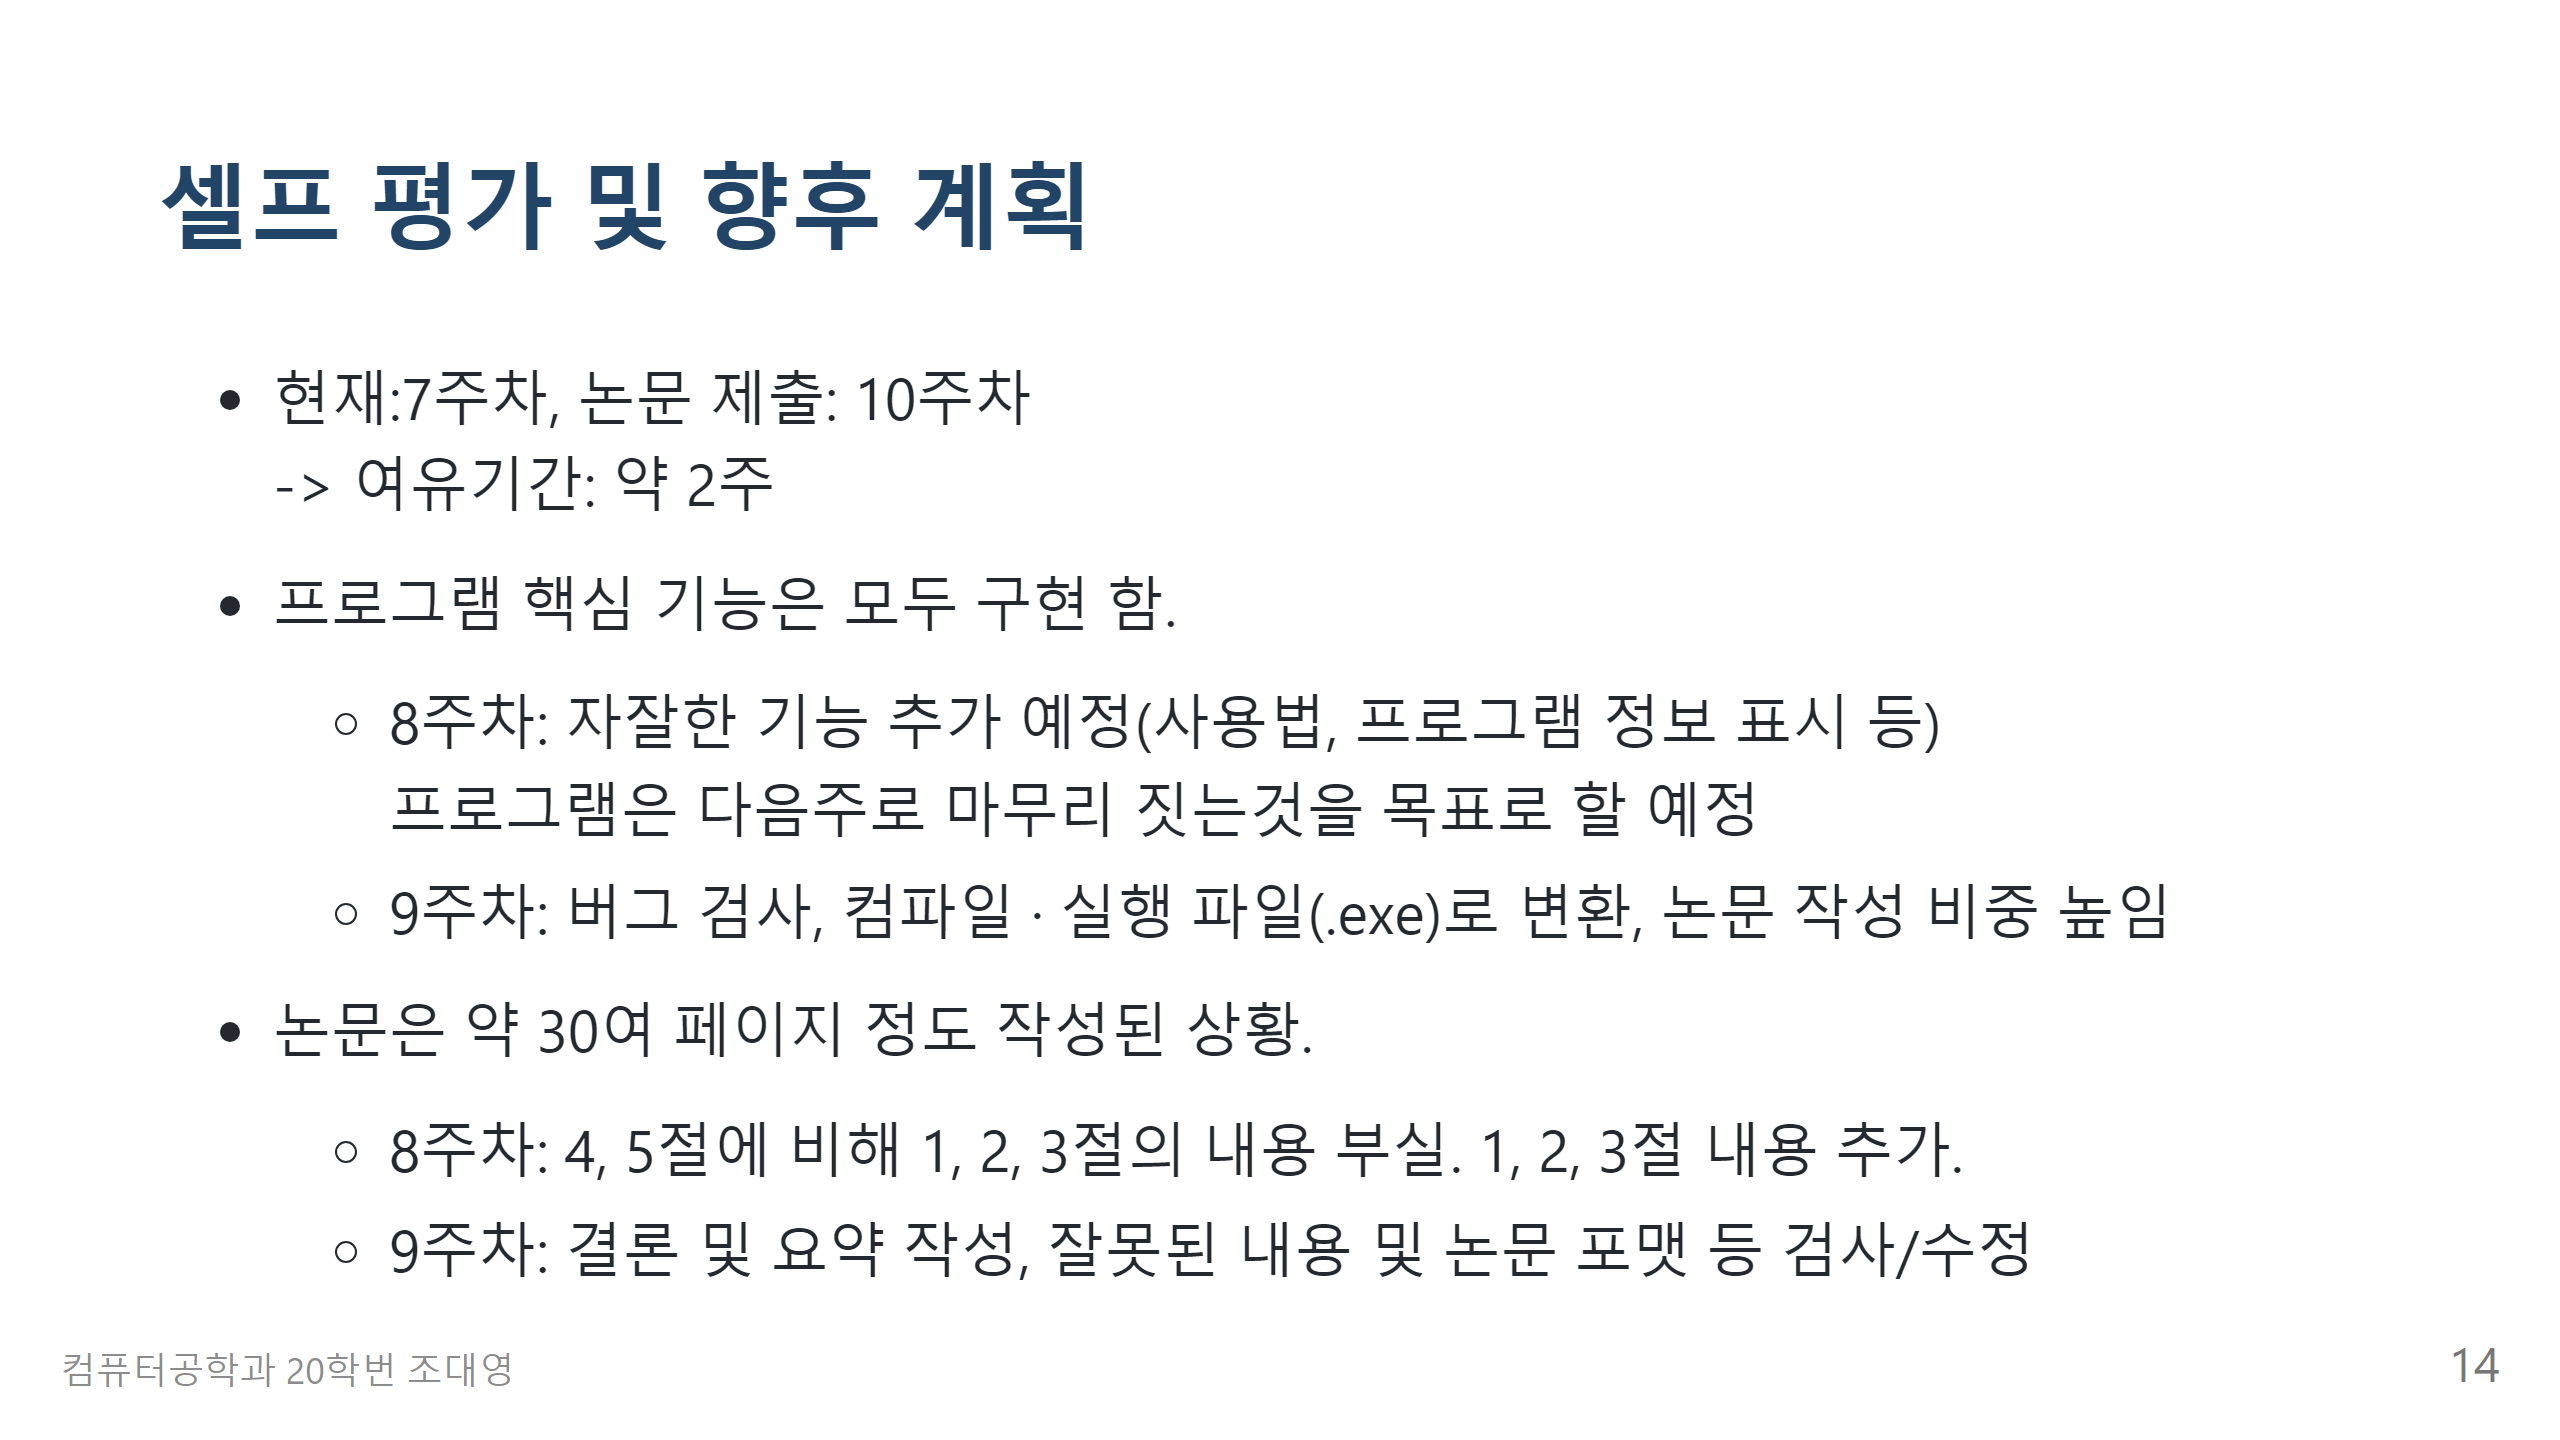 셀프 평가 및 향후 계획
• 현재:7주차, 논문 제출: 10주차
-> 여유기간: 약 2주
• 프로그램 핵심 기능은 모두 구현 함.
○ 8주차: 자잘한 기능 추가 예정(사용법, 프로그램 정보 표시 등)
프로그램은 다음주로 마무리 짓는것을 목표로 할 예정
○ 9주차: 버그 검사, 컴파일 · 실행 파일(.exe)로 변환, 논문 작성 비중 높임
• 논문은 약 30여 페이지 정도 작성된 상황.
○ 8주차: 4, 5절에 비해 1, 2, 3절의 내용 부실. 1, 2, 3절 내용 추가.
○ 9주차: 결론 및 요약 작성, 잘못된 내용 및 논문 포맷 등 검사/수정
컴퓨터공학과 20학번 조대영
14